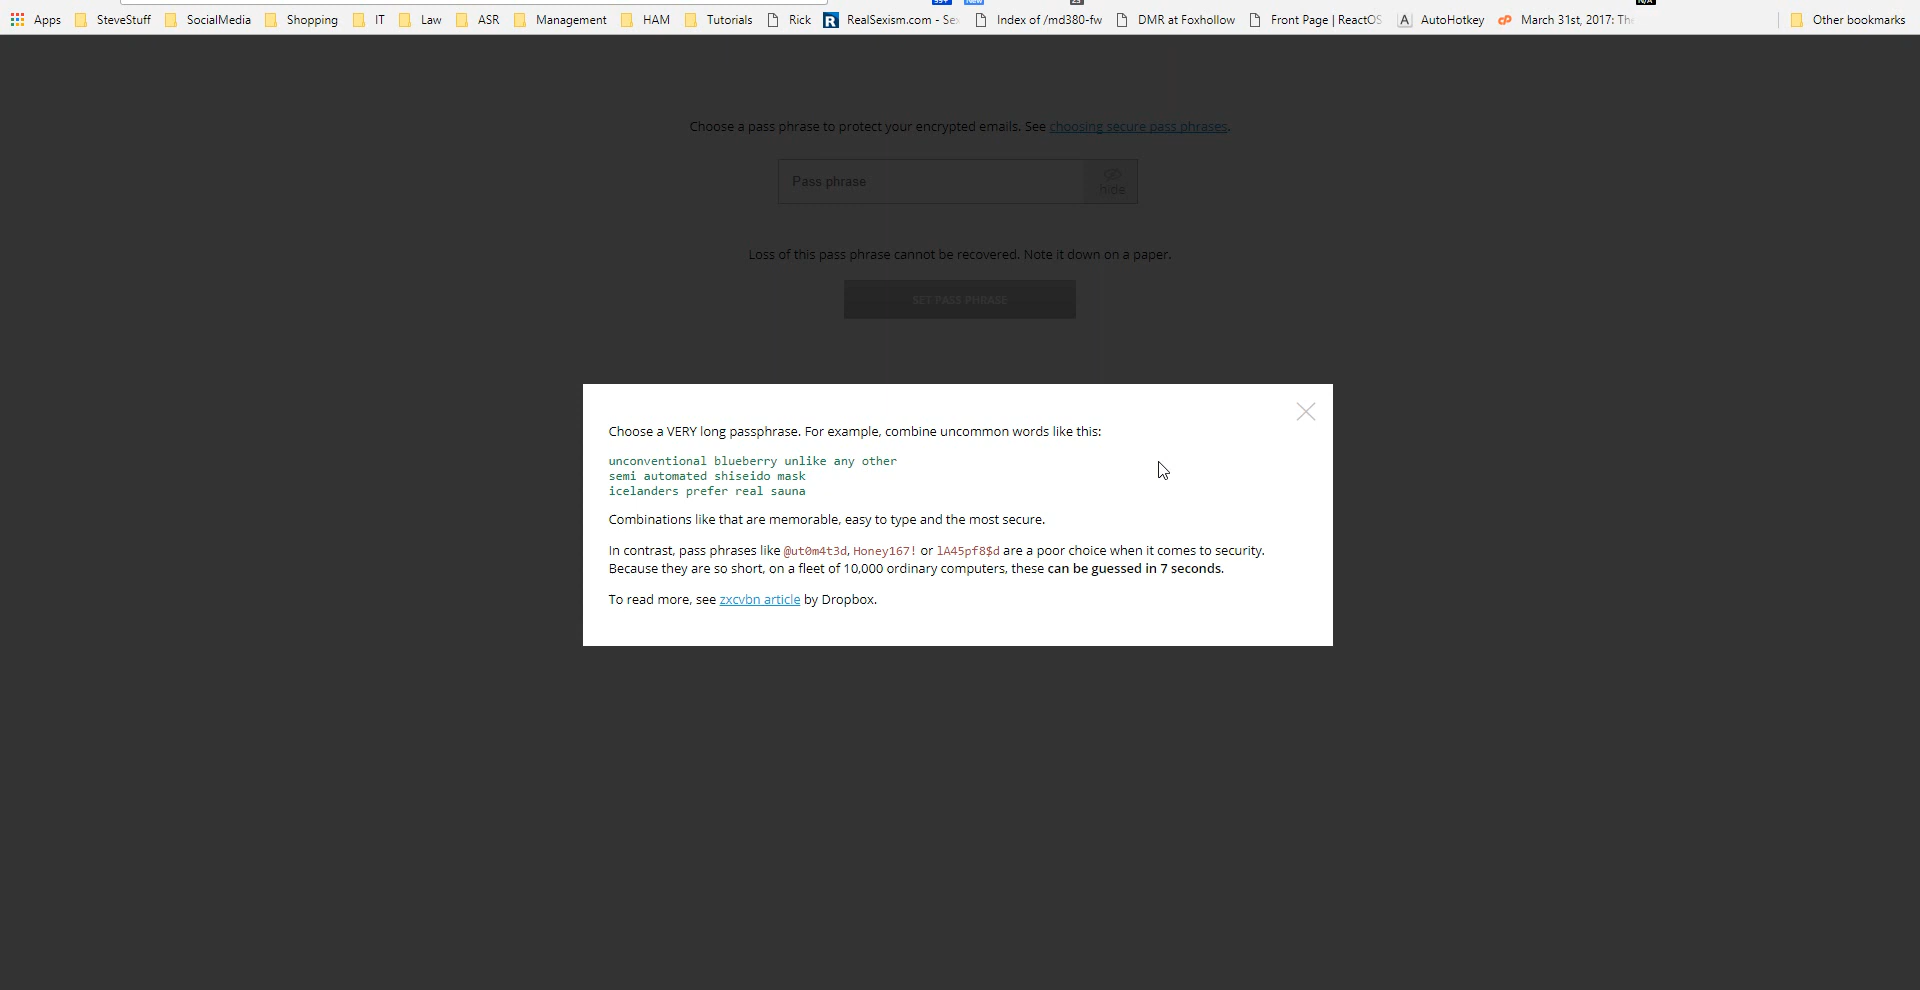 99+ New 23 N/A
Apps SteveStuff SocialMedia Shopping IT Law ASR Management HAM Tutorials Rick RealSexism.com - Se Index of /md380-fw DMR at Foxhollow Front Page | ReactOS AutoHotkey March 31st, 2017: The Other bookmarks
Choose a pass phrase to protect your encrypted emails. See choosing secure pass phrases.
Pass phrase
hide
Loss of this pass phrase cannot be recovered. Note it down on a paper.
SET PASS PHRASE
Choose a VERY long passphrase. For example, combine uncommon words like this:
unconventional blueberry unlike any other
semi automated shiseido mask
icelanders prefer real sauna
Combinations like that are memorable, easy to type and the most secure.
In contrast, pass phrases like @ut0m4t3d, Honey167! or lA45pf8$d are a poor choice when it comes to security.
Because they are so short, on a fleet of 10,000 ordinary computers, these can be guessed in 7 seconds.
To read more, see zxcvbn article by Dropbox.